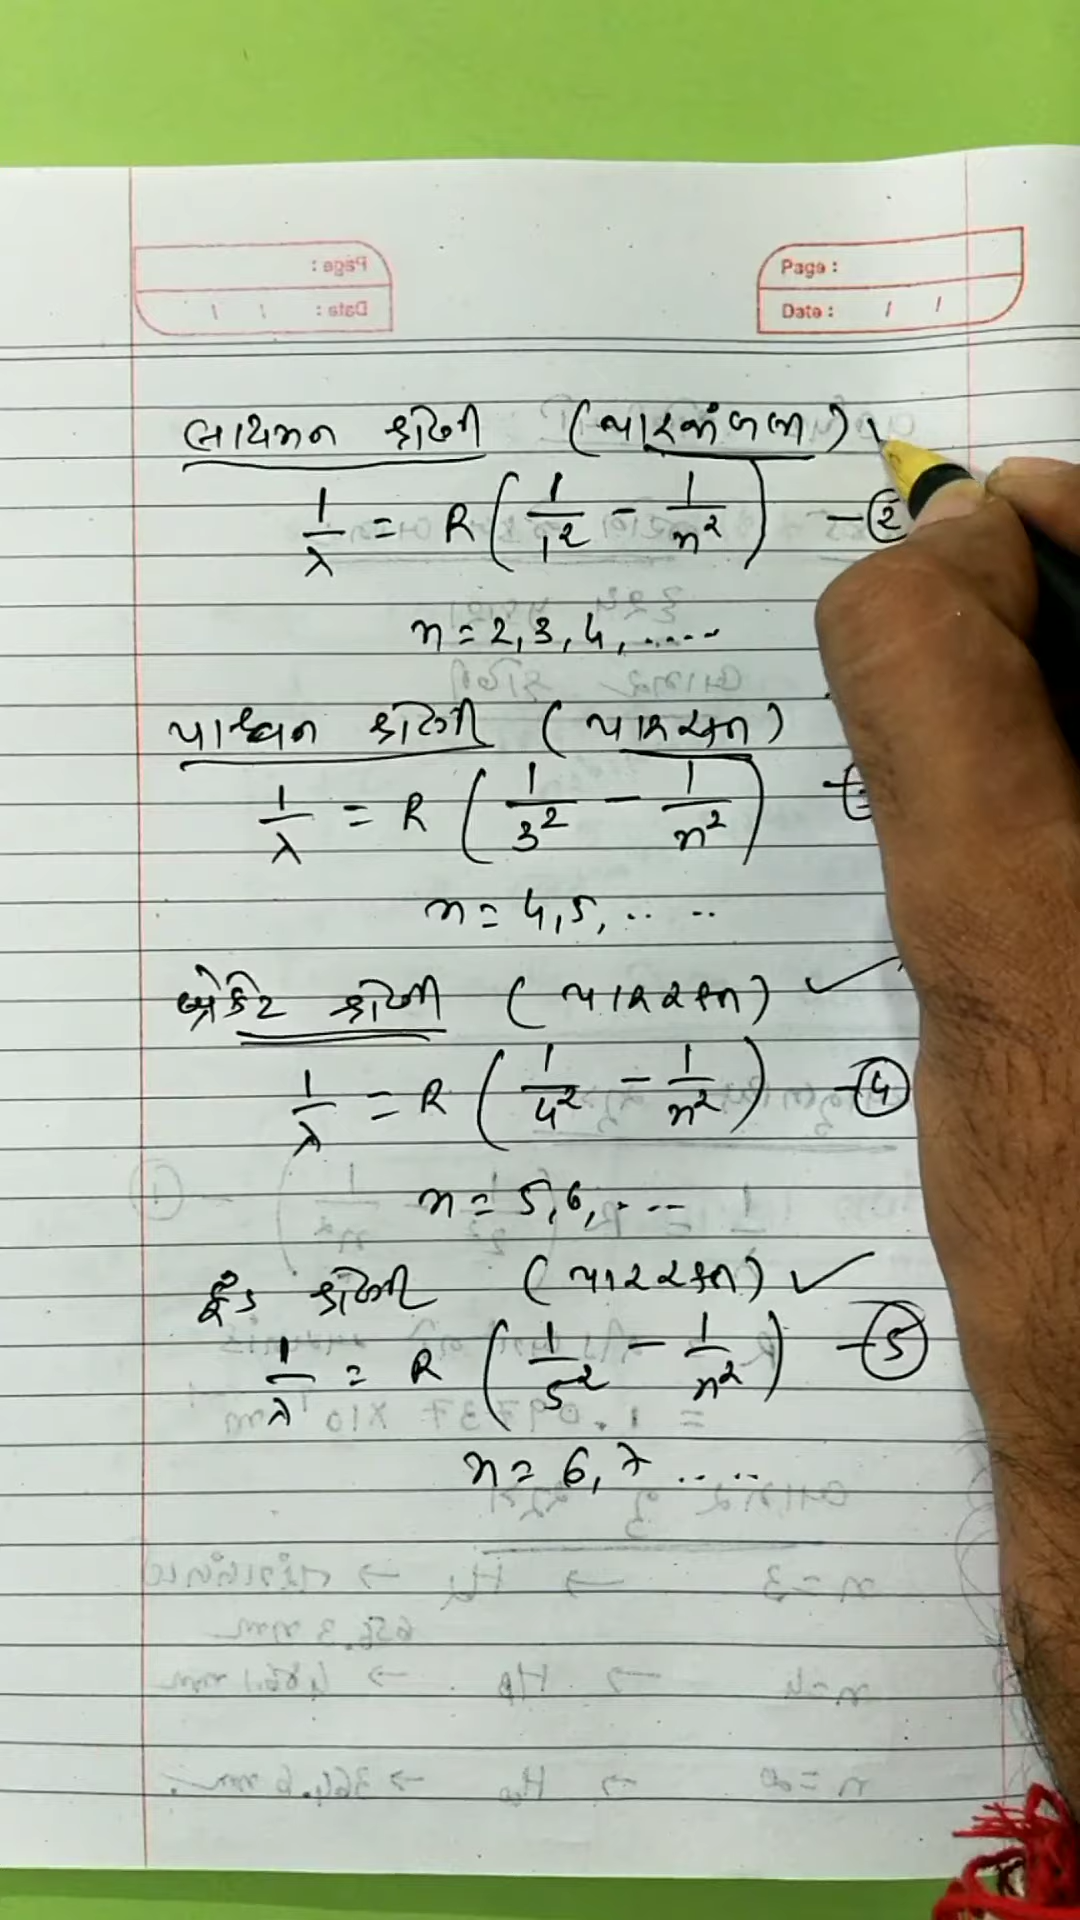 Page :
Date : / /
લાયમન શ્રેણી (પારજાંબલી)
1/λ = R (1/1² − 1/n²) − ②
n = 2, 3, 4, .....
પાશ્ચન શ્રેણી (પારરક્ત)
1/λ = R (1/3² − 1/n²) −
n = 4, 5, .. ..
બ્રેકેટ શ્રેણી (પારરક્ત) ✓
1/λ = R (1/4² − 1/n²) − ④
n = 5, 6, ....
ફંડ શ્રેણી (પારરક્ત) ✓
1/λ = R (1/5² − 1/n²) − ⑤
n = 6, 7 .....